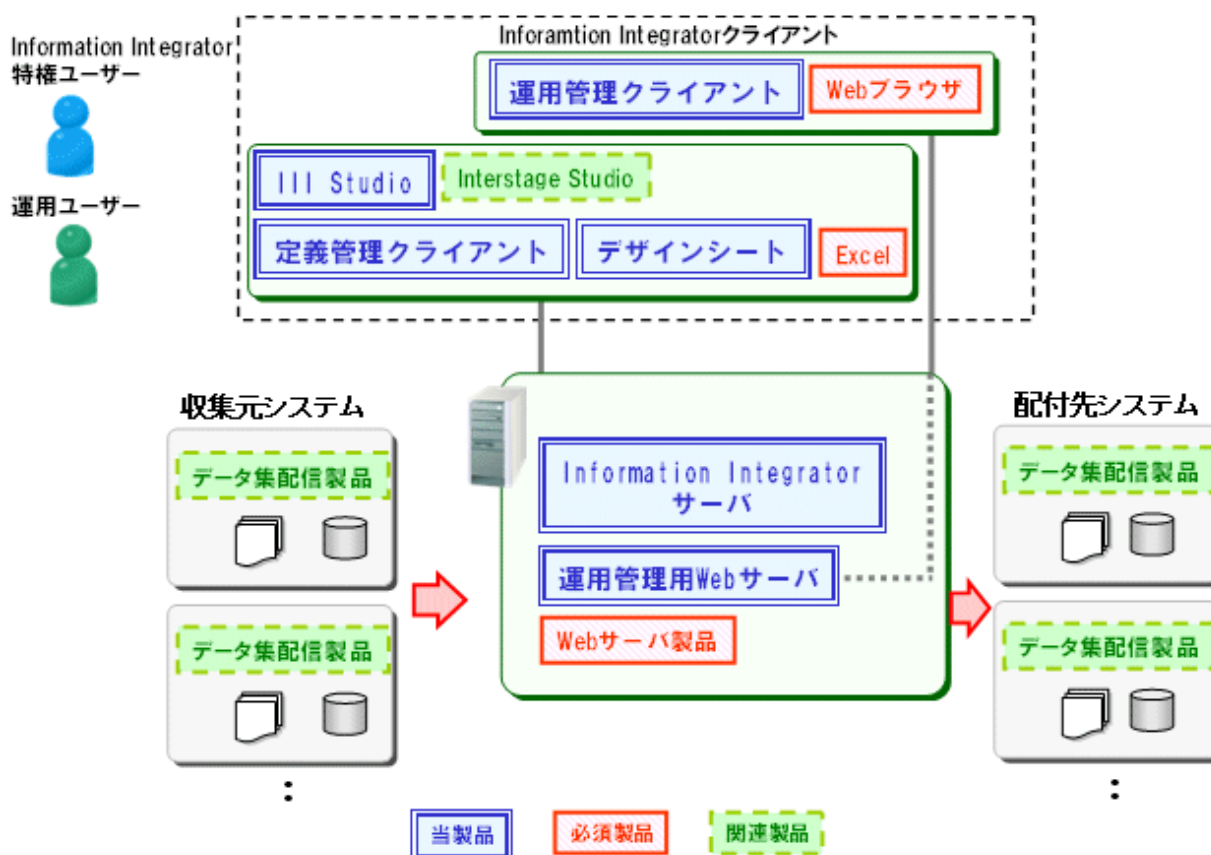 Inforamtion Integratorクライアント
Information Integrator
特権ユーザー
運用管理クライアント
Webブラウザ
III Studio
Interstage Studio
運用ユーザー
定義管理クライアント
デザインシート
Excel
収集元システム
配付先システム
データ集配信製品
Information Integrator
サーバ
データ集配信製品
運用管理用Webサーバ
データ集配信製品
Webサーバ製品
データ集配信製品
:
:
当製品
必須製品
関連製品